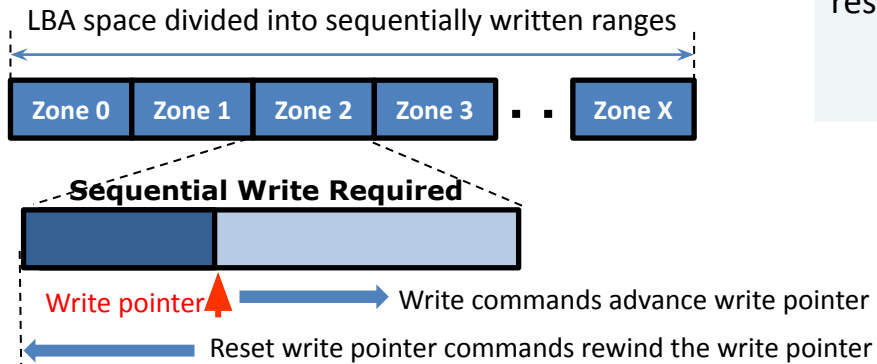 res
LBA space divided into sequentially written ranges
Zone 0 Zone 1 Zone 2 Zone 3 . . Zone X
Sequential Write Required
Write pointer Write commands advance write pointer
Reset write pointer commands rewind the write pointer